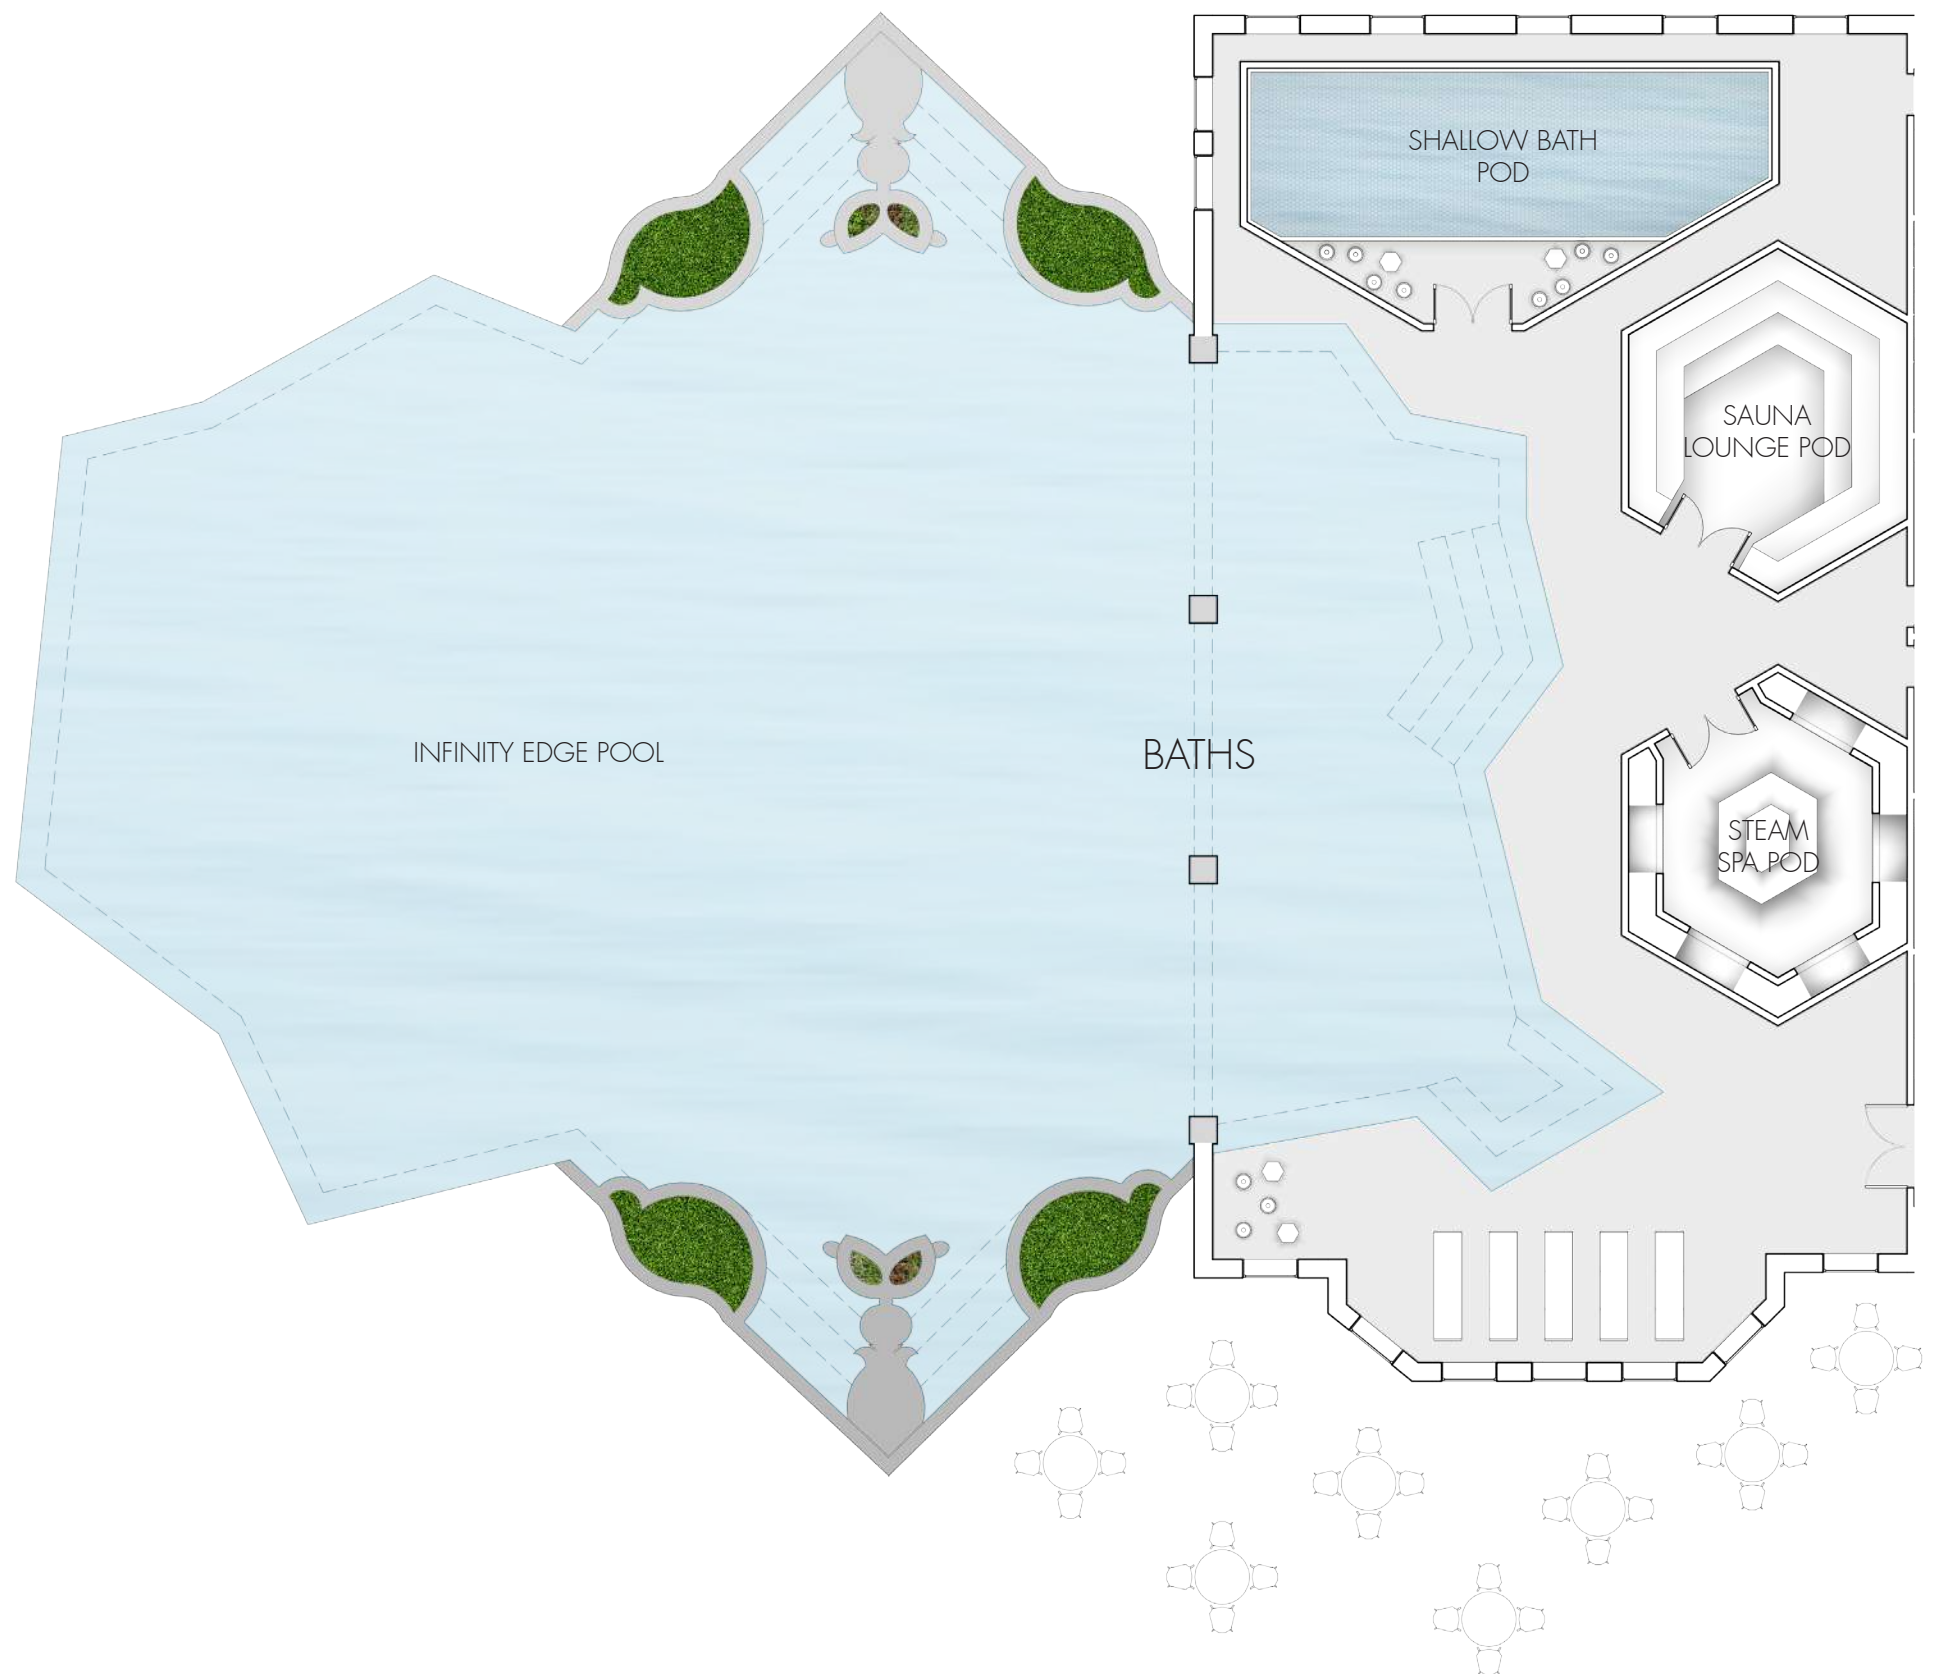 SHALLOW BATH
POD
SAUNA
LOUNGE POD
INFINITY EDGE POOL
BATHS
STEAM
SPA POD